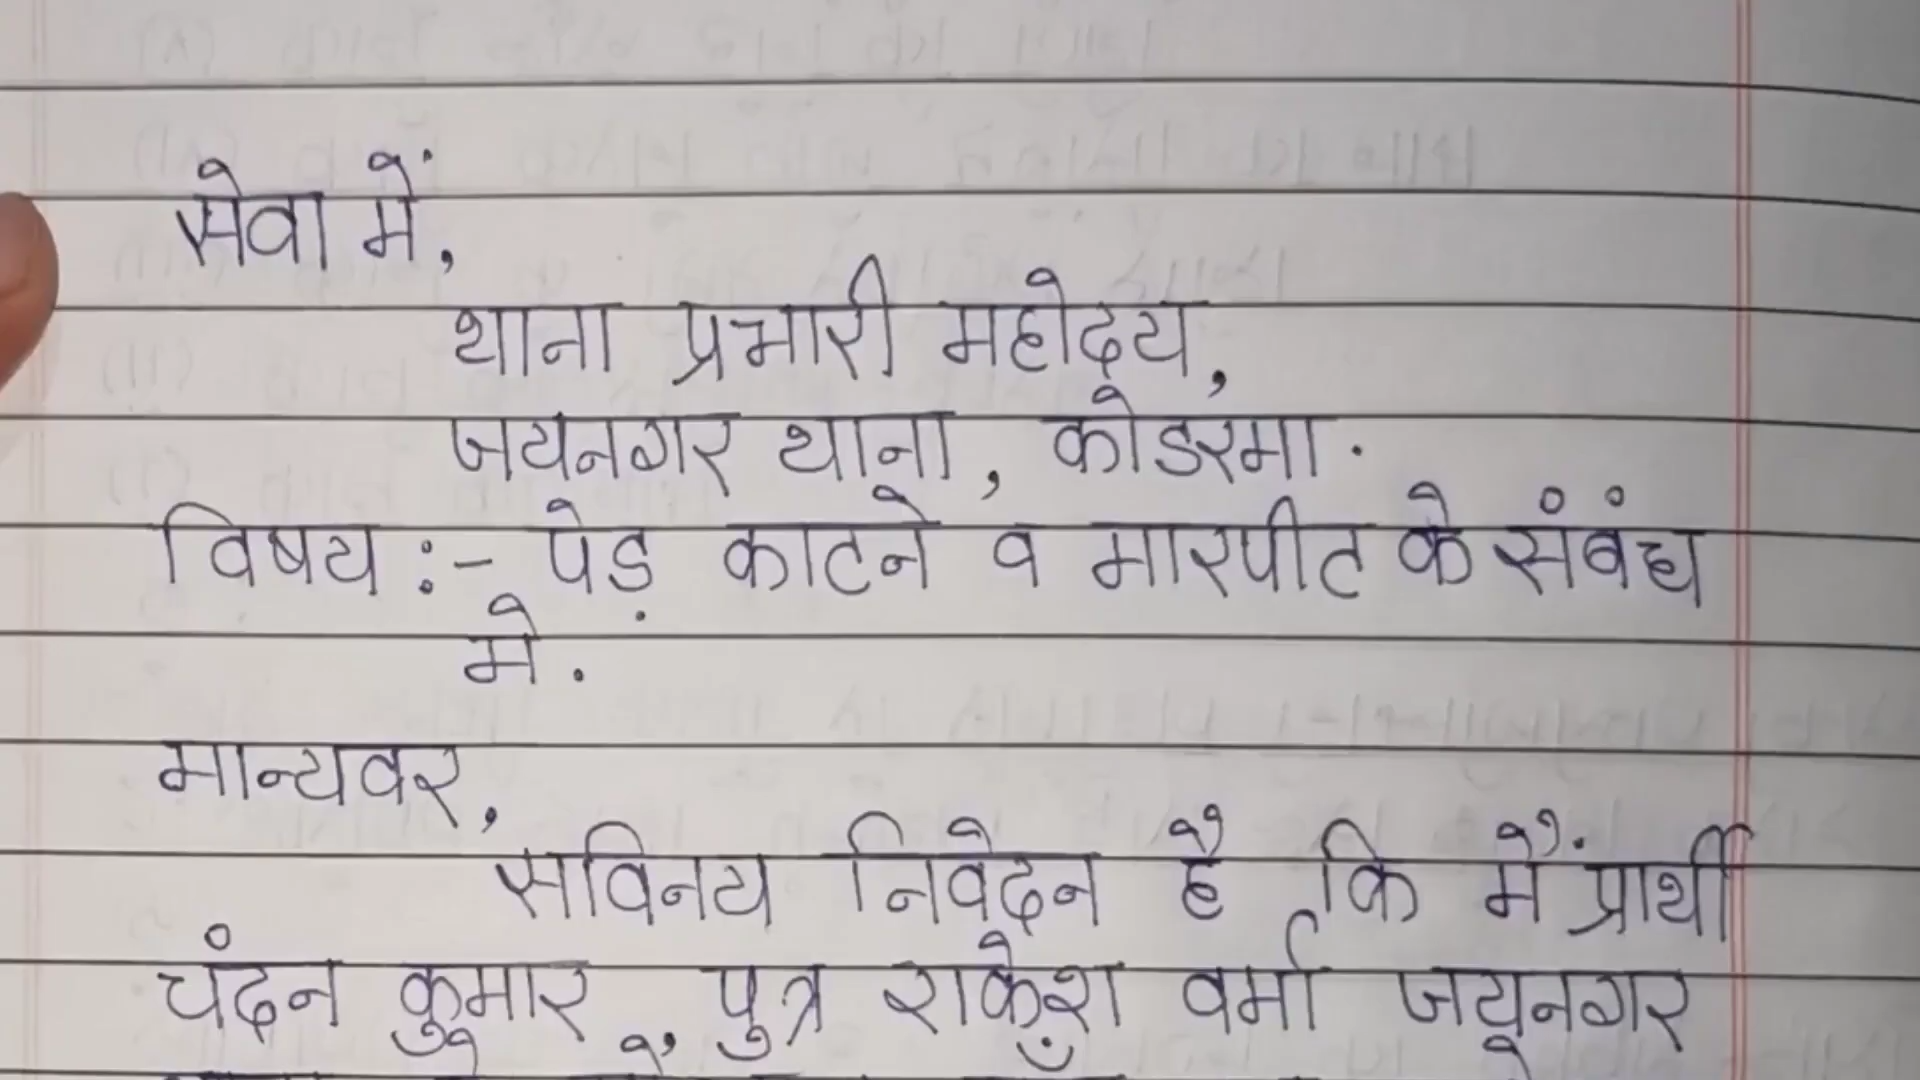 सेवा में,
थाना प्रभारी महोदय,
जयनगर थाना, कोडरमा.
विषय :- पेड़ काटने व मारपीट के संबंध
मे.
मान्यवर,
सविनय निवेदन है कि मैं प्रार्थी
चंदन कुमार, पुत्र राकेश वर्मा जयनगर